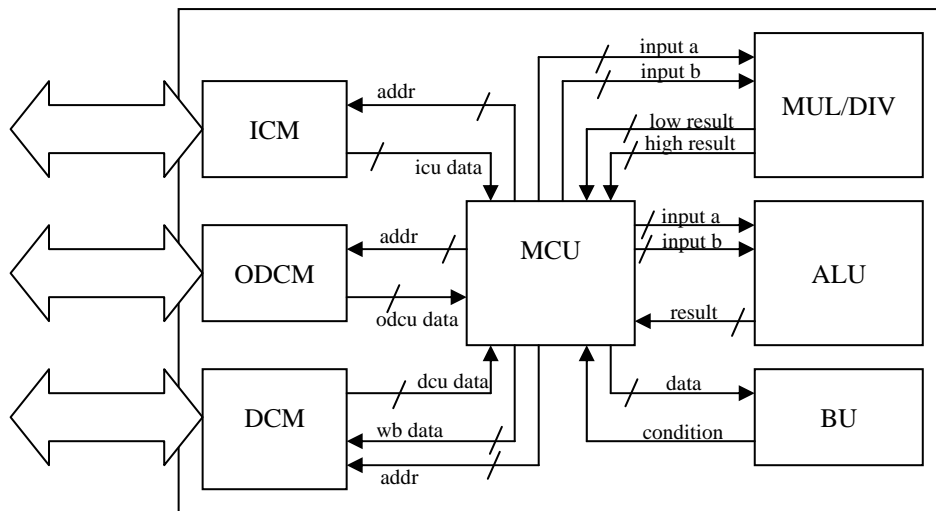 input a
input b
MUL/DIV
low result
high result
addr
ICM
icu data
addr
ODCM
odcu data
MCU
input a
input b
ALU
result
dcu data
DCM
wb data
addr
data
BU
condition